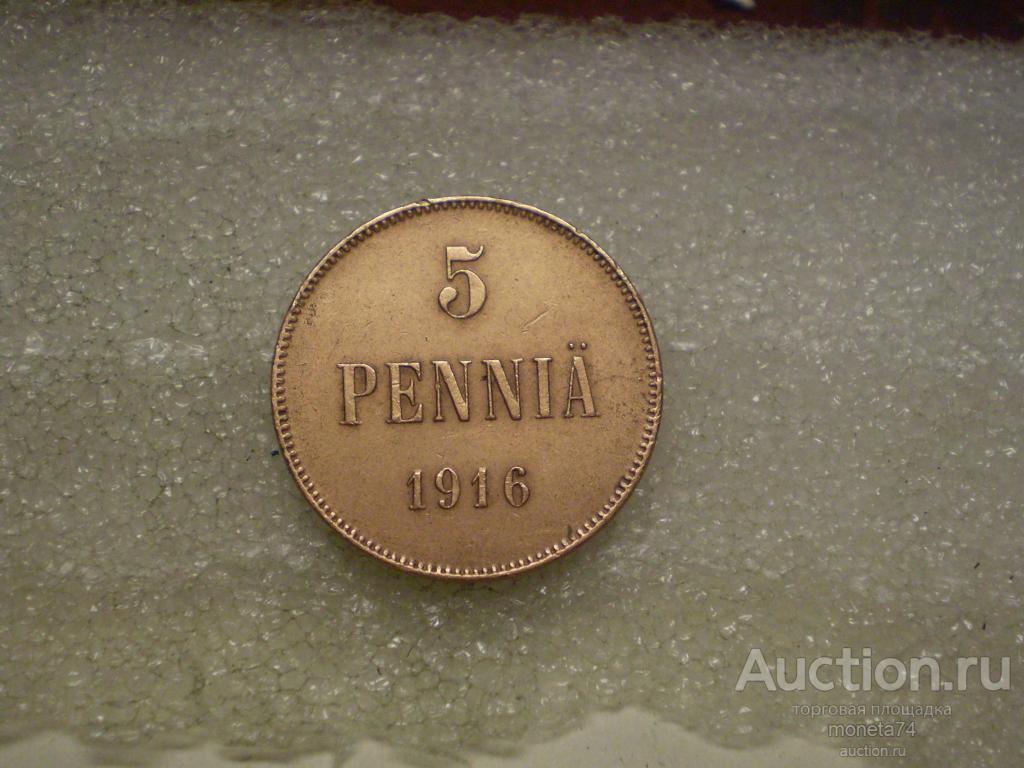 5
PENNIÄ
1916
Auction.ru
торговая площадка
moneta74
auction.ru